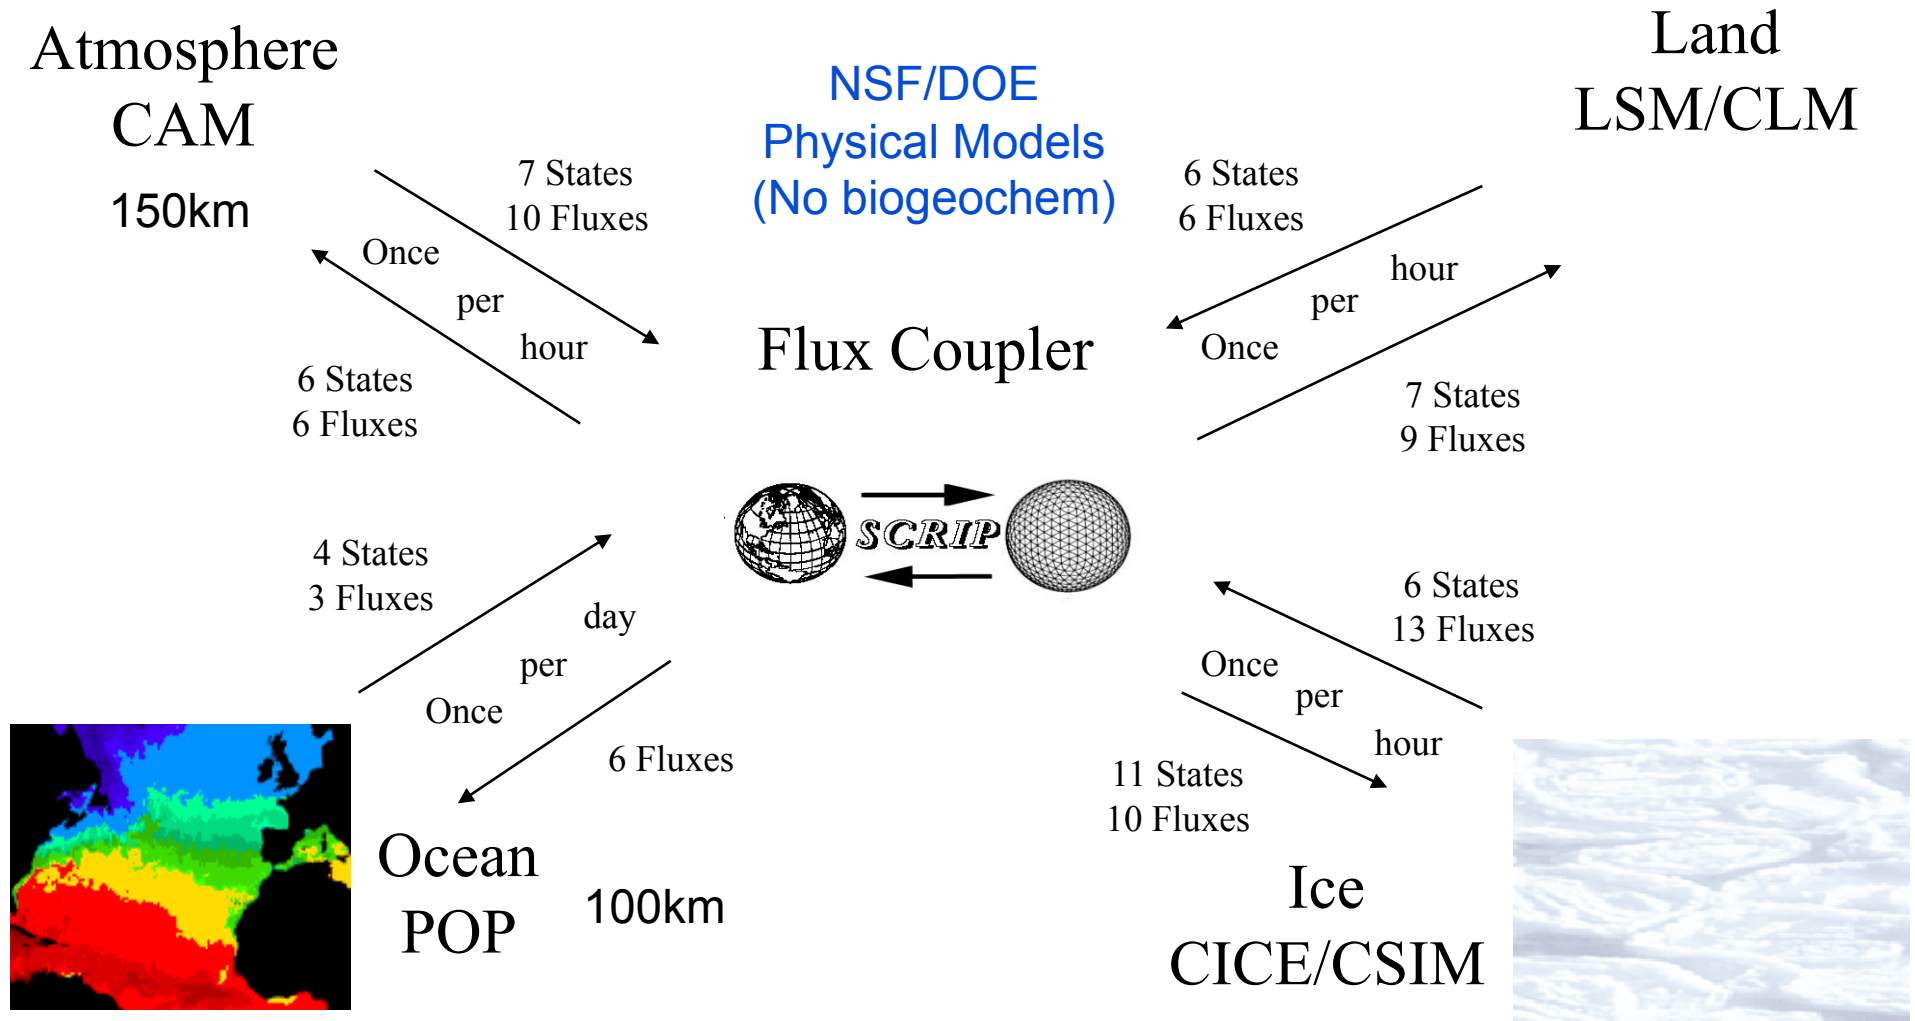 Atmosphere
CAM
150km
NSF/DOE
Physical Models
(No biogeochem)
Land
LSM/CLM
7 States
10 Fluxes
Once
per
hour
6 States
6 Fluxes
6 States
6 Fluxes
hour
per
Once
7 States
9 Fluxes
Flux Coupler
SCRIP
4 States
3 Fluxes
day
per
Once
6 Fluxes
Ocean
POP
100km
6 States
13 Fluxes
Once
per
hour
11 States
10 Fluxes
Ice
CICE/CSIM